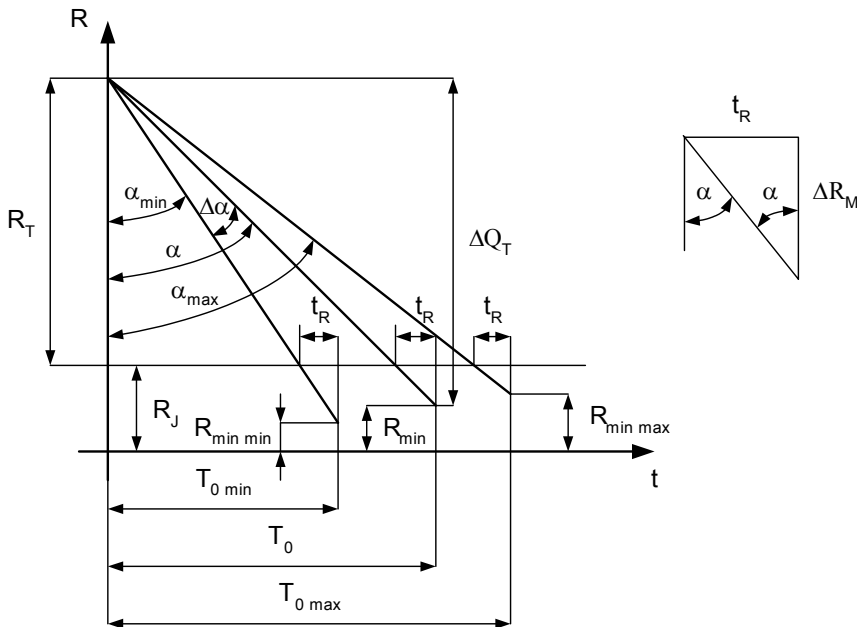 R
t_R
α_min
Δα
α
α
ΔR_M
R_T
α
ΔQ_T
α_max
t_R
t_R
t_R
R_J
R_min min
R_min
R_min max
t
T_0 min
T_0
T_0 max